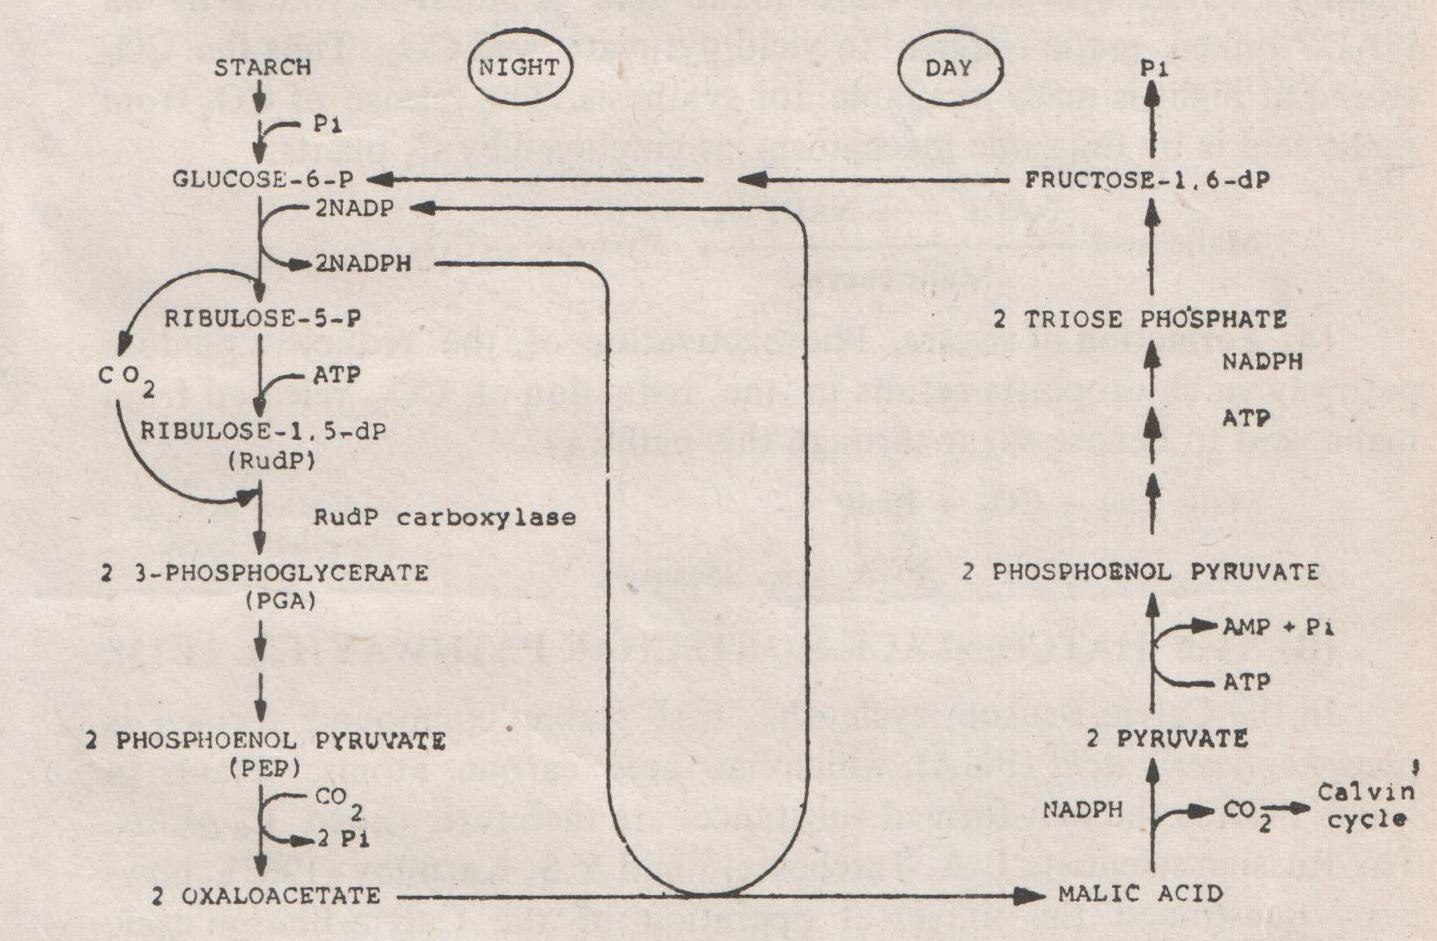 STARCH
NIGHT
DAY
Pi
Pi
GLUCOSE-6-P
FRUCTOSE-1,6-dP
2NADP
2NADPH
RIBULOSE-5-P
2 TRIOSE PHOSPHATE
NADPH
CO2
ATP
ATP
RIBULOSE-1,5-dP
(RudP)
RudP carboxylase
2 3-PHOSPHOGLYCERATE
(PGA)
2 PHOSPHOENOL PYRUVATE
AMP + Pi
ATP
2 PHOSPHOENOL PYRUVATE
(PEP)
2 PYRUVATE
CO2
2 Pi
NADPH
CO2
Calvin
cycle
2 OXALOACETATE
MALIC ACID